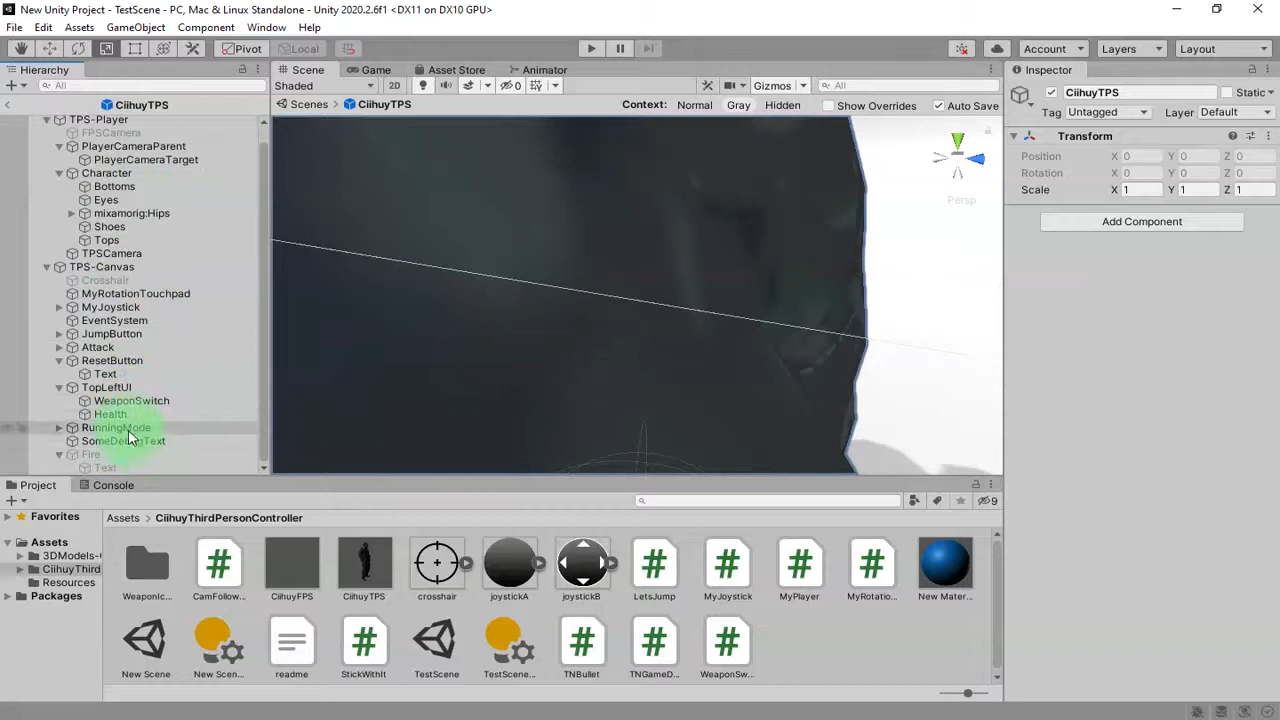 New Unity Project - TestScene - PC, Mac & Linux Standalone - Unity 2020.2.6f1 <DX11 on DX10 GPU>
File Edit Assets GameObject Component Window Help
Pivot Local Account Layers Layout
Hierarchy Scene Game Asset Store Animator Inspector
All Shaded 2D 0 Gizmos All
CiihuyTPS Static
CiihuyTPS Scenes CiihuyTPS Context: Normal Gray Hidden Show Overrides Auto Save
Tag Untagged Layer Default
Transform
Position X 0 Y 0 Z 0
Rotation X 0 Y 0 Z 0
Scale X 1 Y 1 Z 1
Add Component
Persp
TPS-Player
FPSCamera
PlayerCameraParent
PlayerCameraTarget
Character
Bottoms
Eyes
mixamorig:Hips
Shoes
Tops
TPSCamera
TPS-Canvas
Crosshair
MyRotationTouchpad
MyJoystick
EventSystem
JumpButton
Attack
ResetButton
Text
TopLeftUI
WeaponSwitch
Health
RunningMode
SomeDebugText
Fire
Text
Project Console
9
Favorites
Assets
3DModels-
CiihuyThird
Resources
Packages
Assets > CiihuyThirdPersonController
WeaponIc... CamFollow... CiihuyFPS CiihuyTPS crosshair joystickA joystickB LetsJump MyJoystick MyPlayer MyRotatio... New Mater...
New Scene New Scen... readme StickWithIt TestScene TestScene... TNBullet TNGameD... WeaponSw...